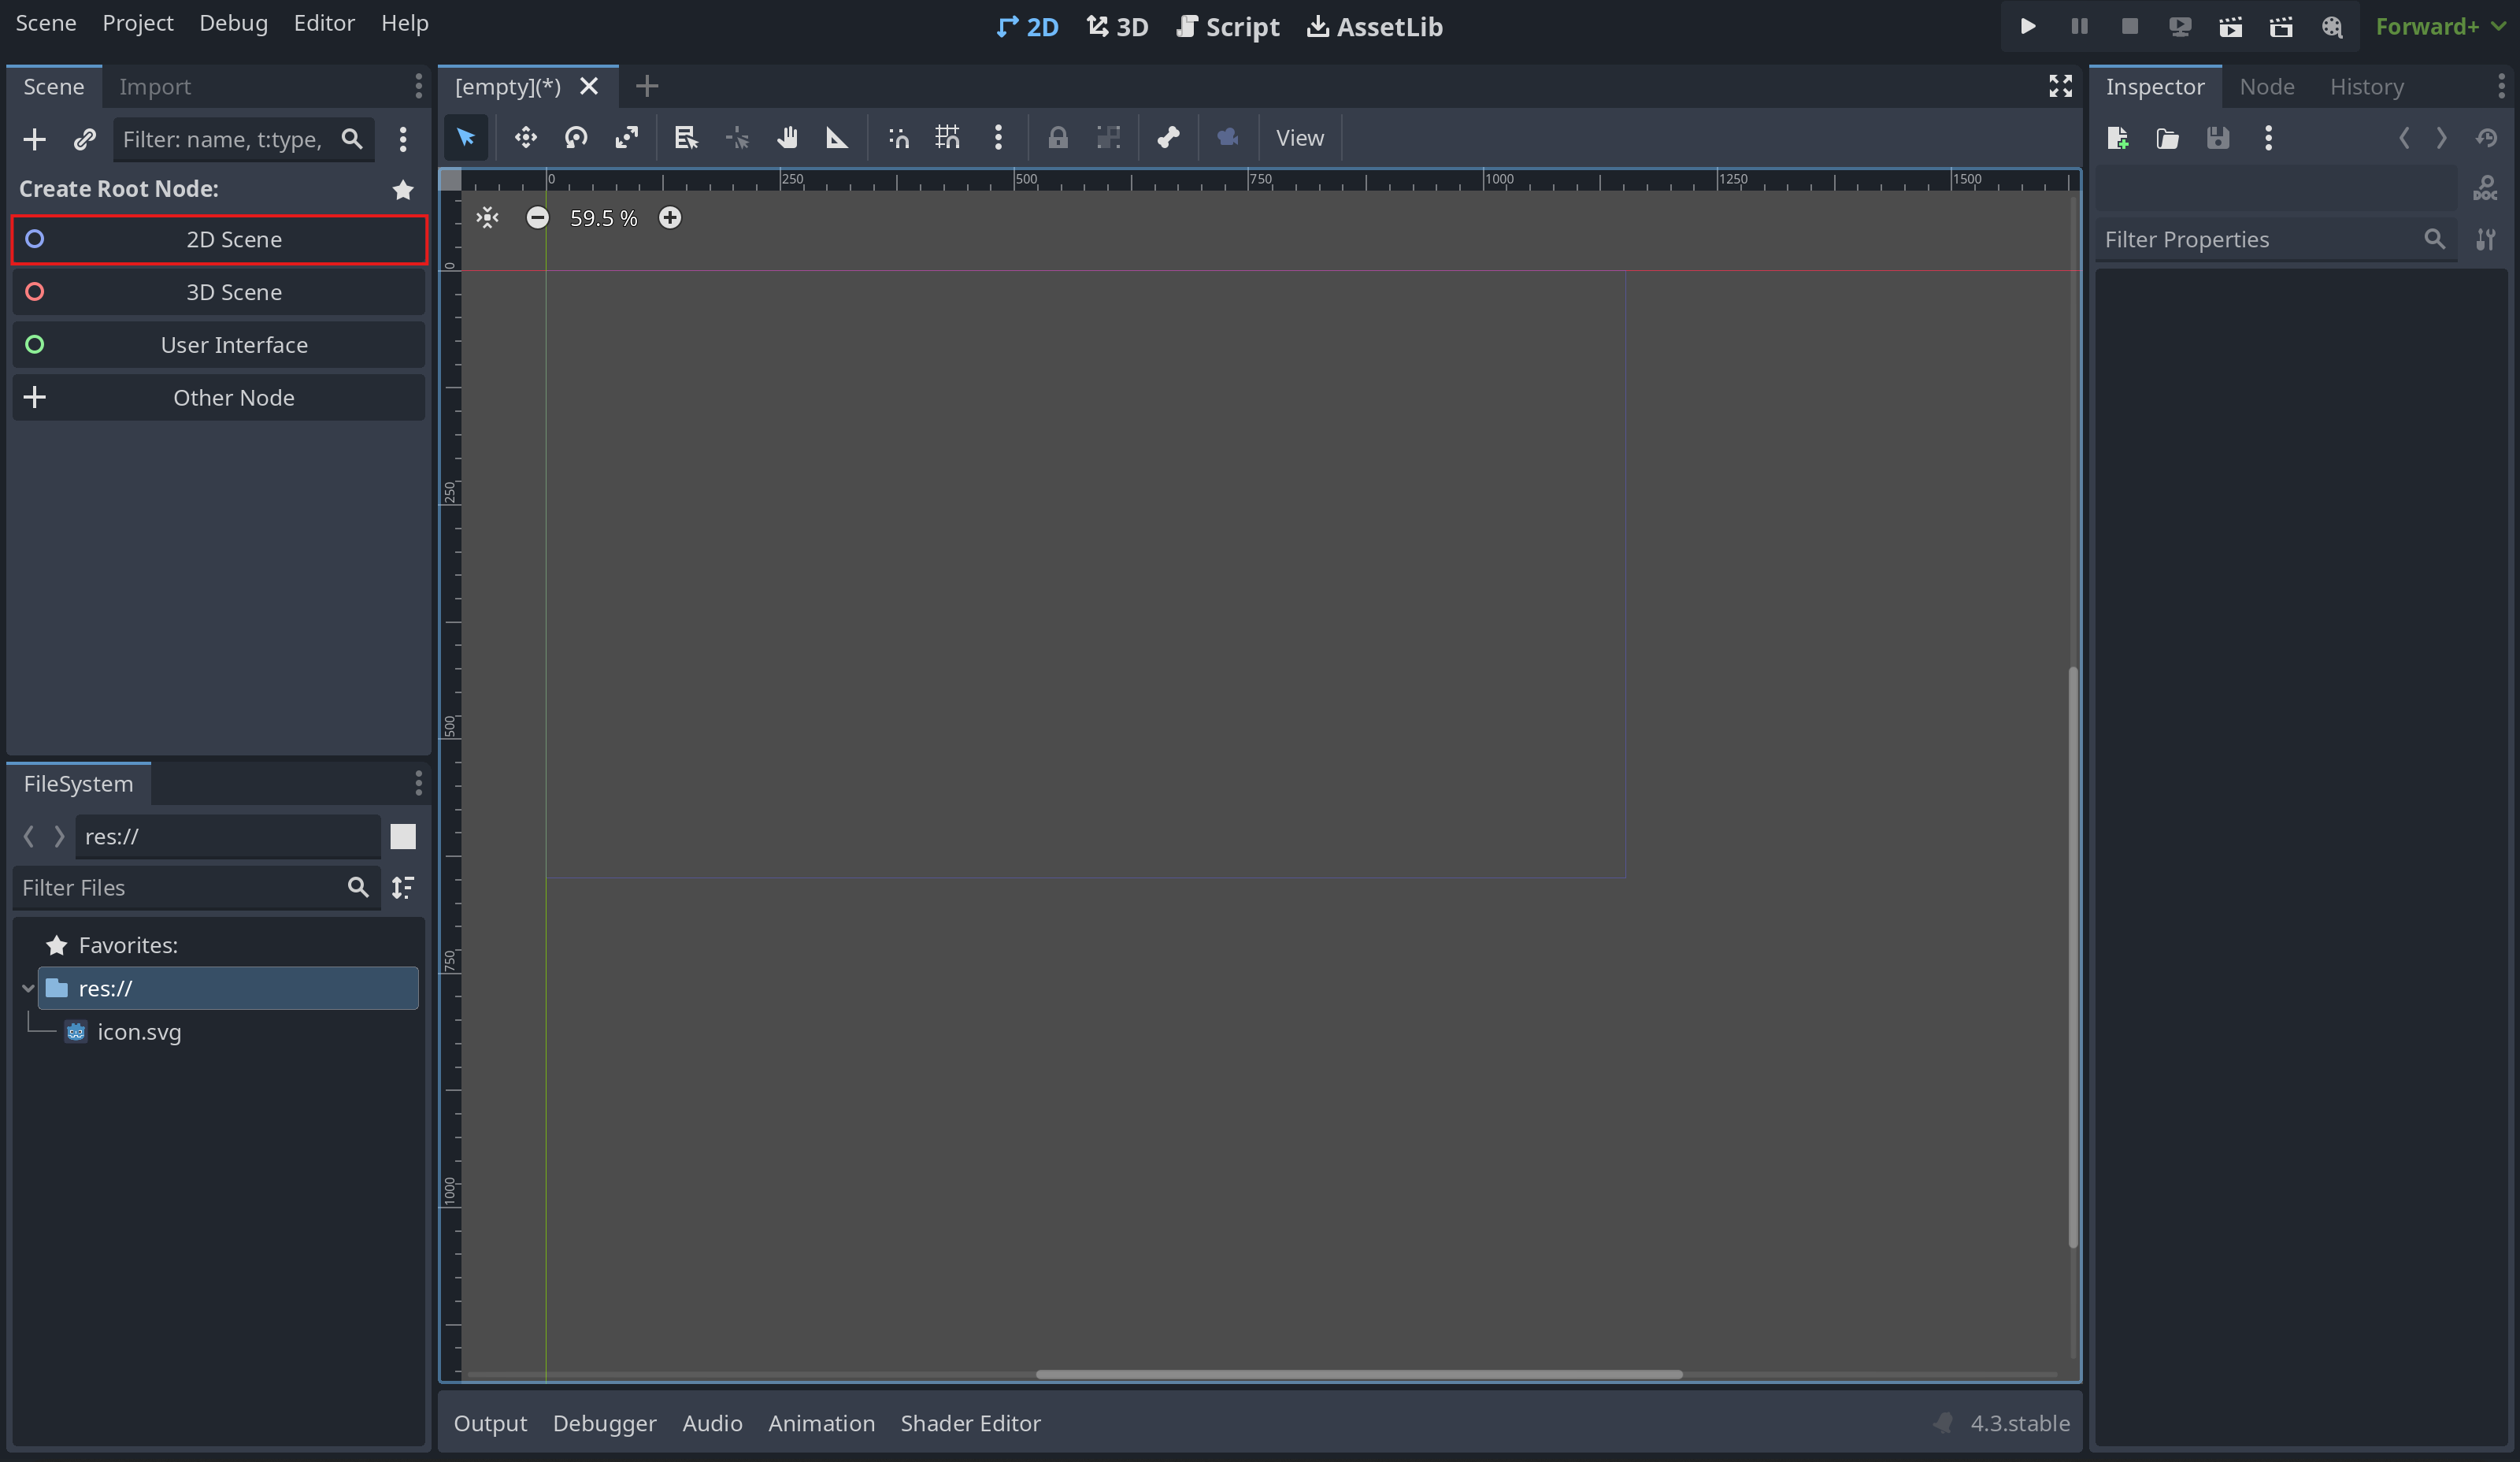 Scene Project Debug Editor Help
2D 3D Script AssetLib
Forward+
Scene Import
Filter: name, t:type,
Create Root Node:
2D Scene
3D Scene
User Interface
Other Node
FileSystem
res://
Filter Files
Favorites:
res://
icon.svg
[empty](*)
View
0 250 500 750 1000 1250 1500
59.5 %
0
250
500
750
1000
Output Debugger Audio Animation Shader Editor
4.3.stable
Inspector Node History
DOC
Filter Properties